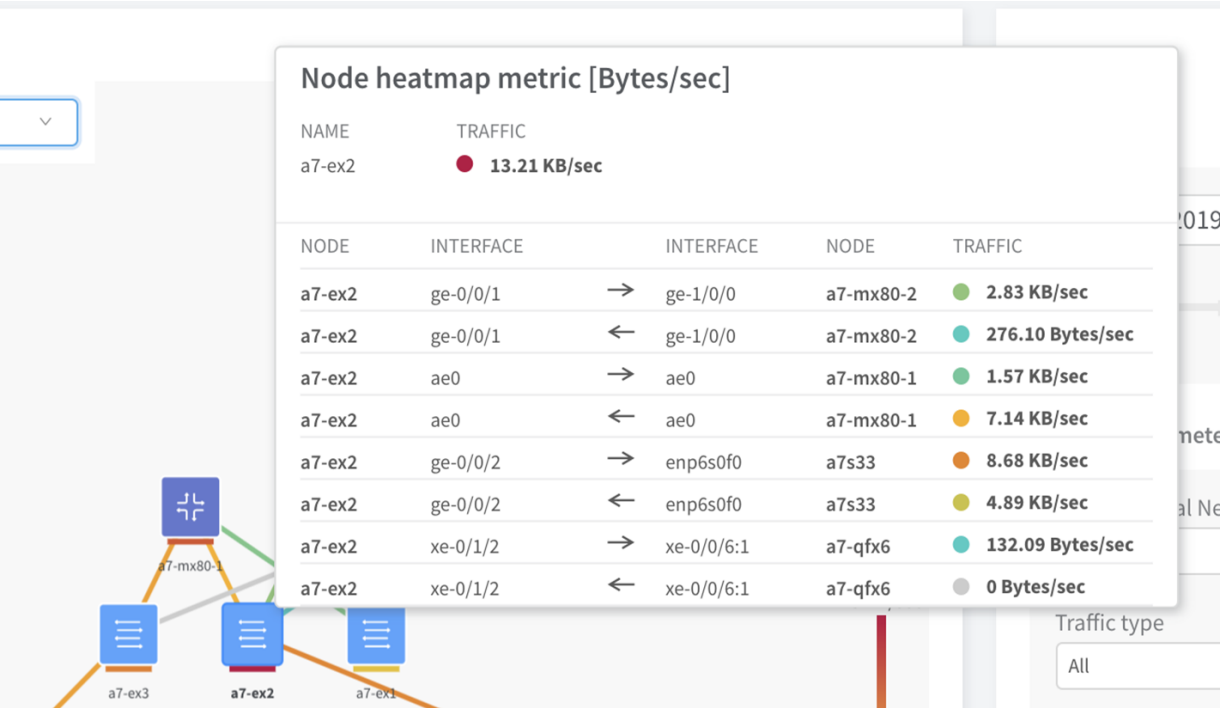 Node heatmap metric [Bytes/sec]
NAME TRAFFIC
a7-ex2 13.21 KB/sec
NODE INTERFACE INTERFACE NODE TRAFFIC
a7-ex2 ge-0/0/1 → ge-1/0/0 a7-mx80-2 2.83 KB/sec
a7-ex2 ge-0/0/1 ← ge-1/0/0 a7-mx80-2 276.10 Bytes/sec
a7-ex2 ae0 → ae0 a7-mx80-1 1.57 KB/sec
a7-ex2 ae0 ← ae0 a7-mx80-1 7.14 KB/sec
a7-ex2 ge-0/0/2 → enp6s0f0 a7s33 8.68 KB/sec
a7-ex2 ge-0/0/2 ← enp6s0f0 a7s33 4.89 KB/sec
a7-ex2 xe-0/1/2 → xe-0/0/6:1 a7-qfx6 132.09 Bytes/sec
a7-ex2 xe-0/1/2 ← xe-0/0/6:1 a7-qfx6 0 Bytes/sec
2019
mete
al Ne
Traffic type
All
a7-mx80-1
a7-ex3 a7-ex2 a7-ex1